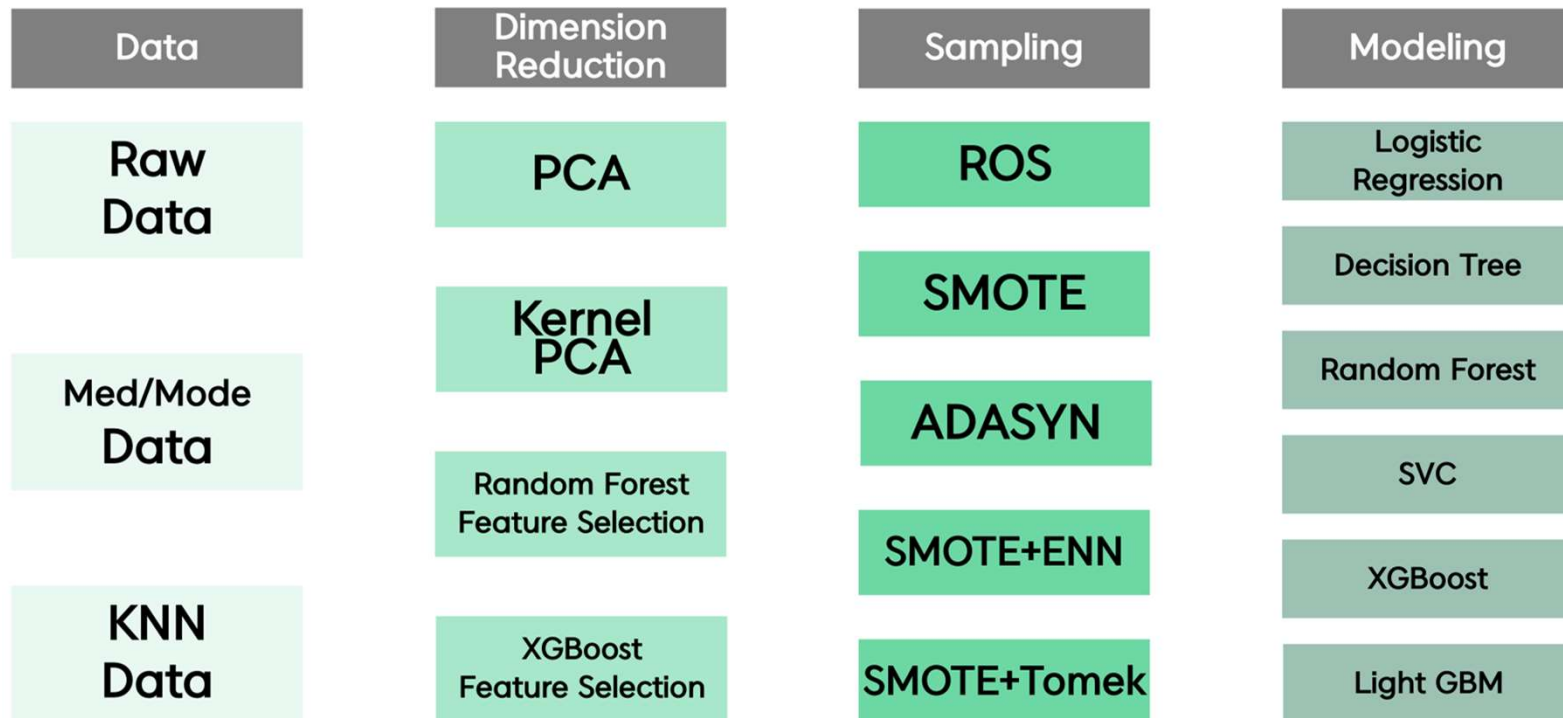 Data
Raw
Data
Med/Mode
Data
KNN
Data
Dimension
Reduction
PCA
Kernel
PCA
Random Forest
Feature Selection
XGBoost
Feature Selection
Sampling
ROS
SMOTE
ADASYN
SMOTE+ENN
SMOTE+Tomek
Modeling
Logistic
Regression
Decision Tree
Random Forest
SVC
XGBoost
Light GBM